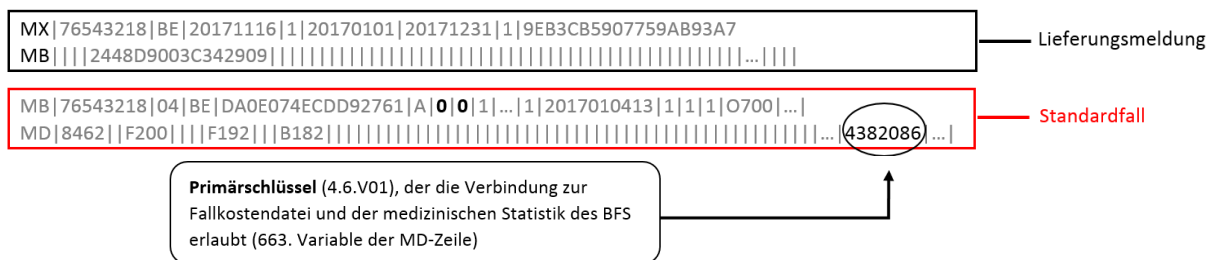 MX|76543218|BE|20171116|1|20170101|20171231|1|9EB3CB5907759AB93A7
MB||||2448D9003C342909||||||||||||||||||||||||||||||||||||||||||||||||…||||
Lieferungsmeldung
MB|76543218|04|BE|DA0E074ECDD92761|A|0|0|1|…|1|2017010413|1|1|1|O700|…|
MD|8462||F200||||F192|||B182||||||||||||||||||||||||||||||||||||||||||||||||||…|4382086|…|
Standardfall
Primärschlüssel (4.6.V01), der die Verbindung zur
Fallkostendatei und der medizinischen Statistik des BFS
erlaubt (663. Variable der MD-Zeile)